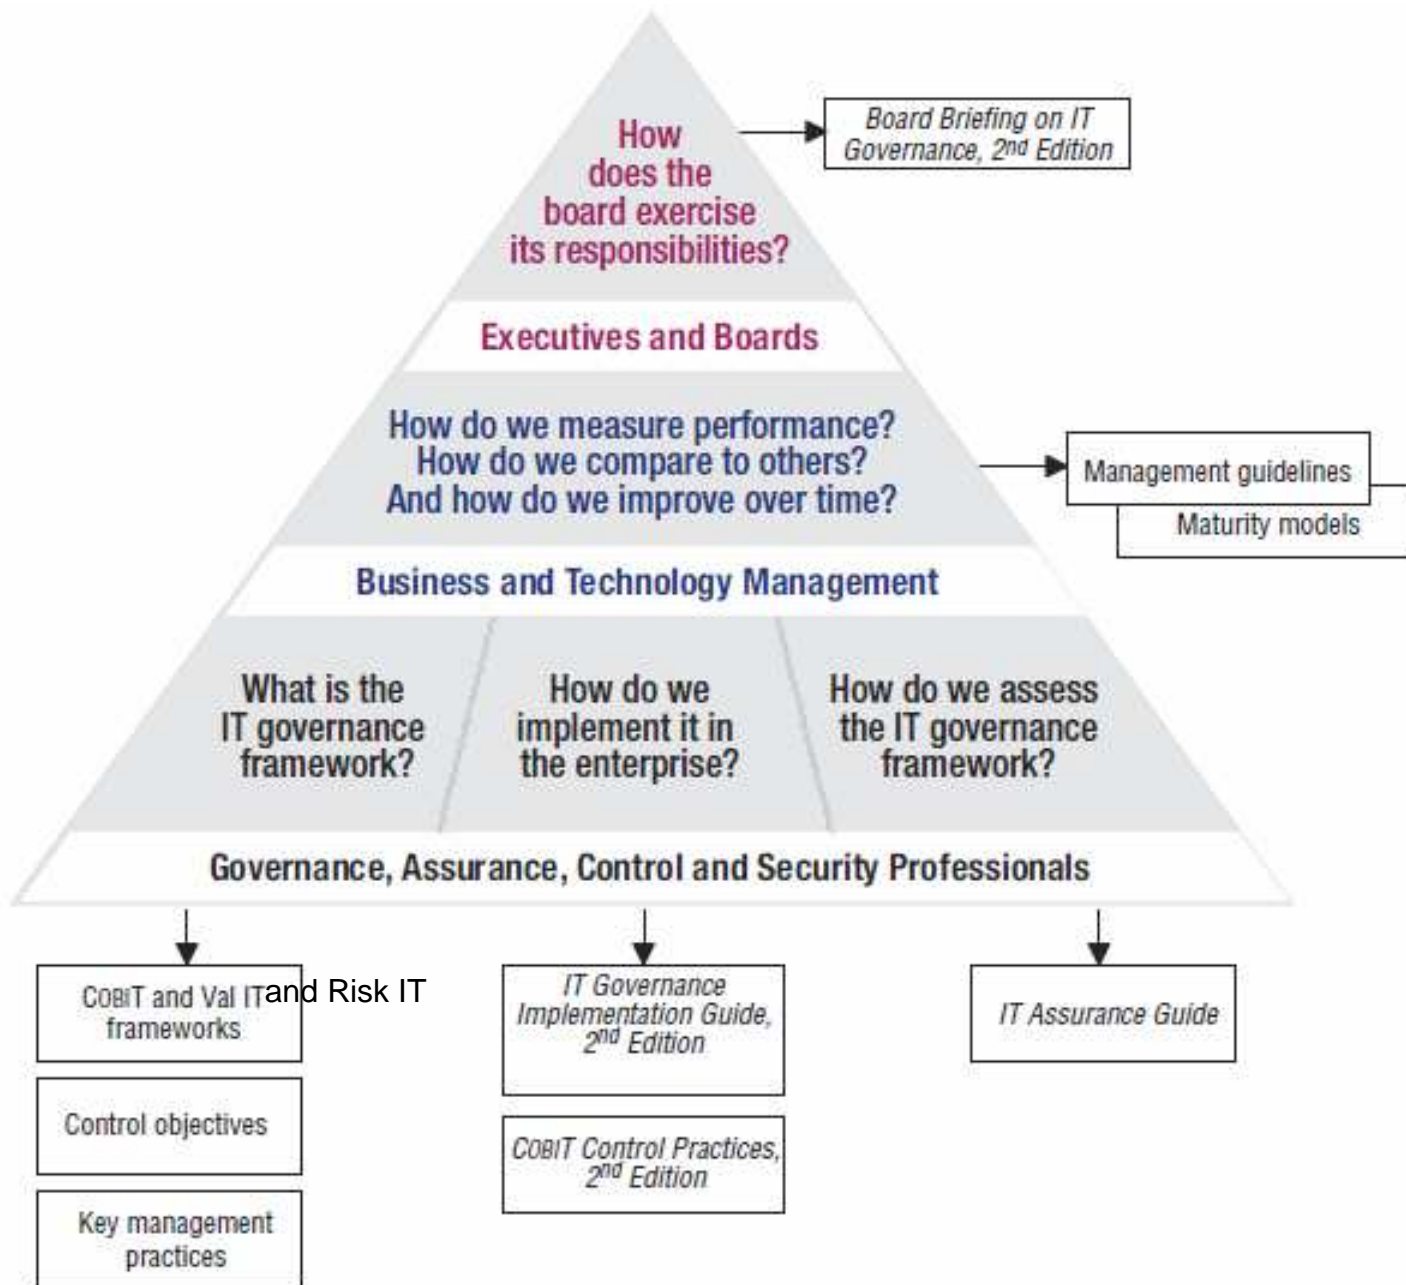 How
does the
board exercise
its responsibilities?
Board Briefing on IT
Governance, 2nd Edition
Executives and Boards
How do we measure performance?
How do we compare to others?
And how do we improve over time?
Management guidelines
Maturity models
Business and Technology Management
What is the
IT governance
framework?
How do we
implement it in
the enterprise?
How do we assess
the IT governance
framework?
Governance, Assurance, Control and Security Professionals
COBIT and Val IT and Risk IT
frameworks
Control objectives
Key management
practices
IT Governance
Implementation Guide,
2nd Edition
COBIT Control Practices,
2nd Edition
IT Assurance Guide